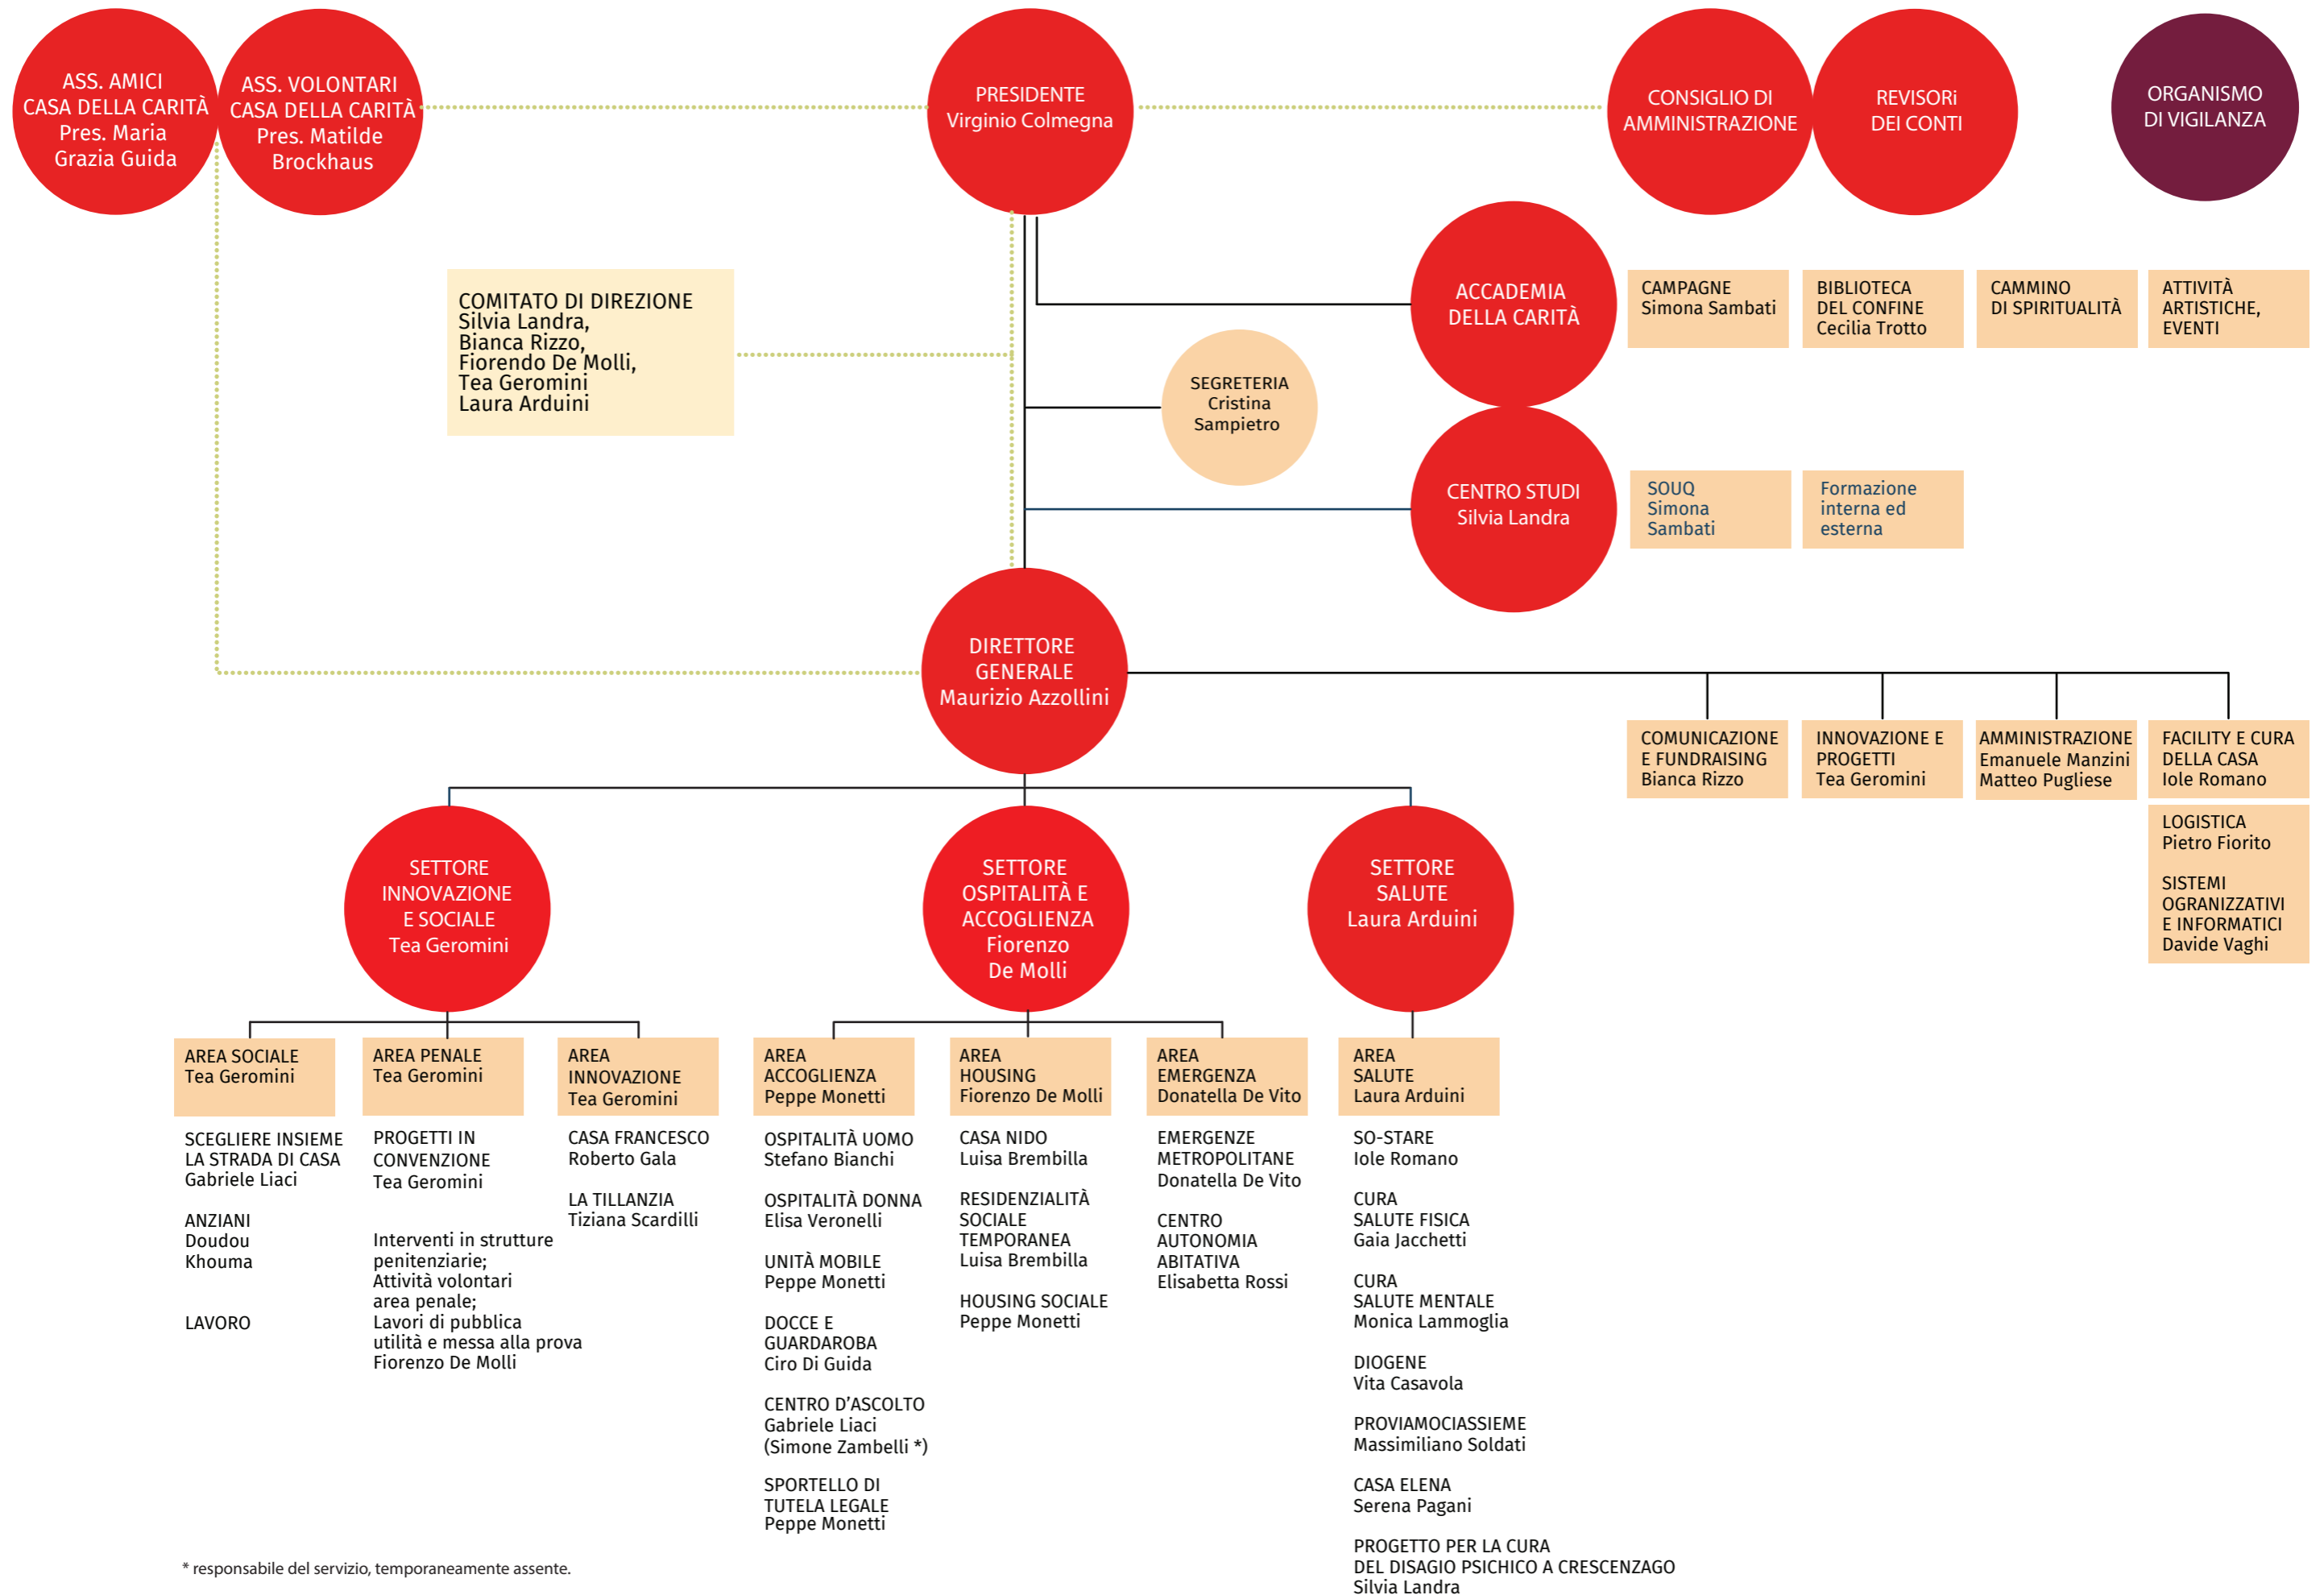 ASS. AMICI
CASA DELLA CARITÀ
Pres. Maria
Grazia Guida
ASS. VOLONTARI
CASA DELLA CARITÀ
Pres. Matilde
Brockhaus
PRESIDENTE
Virginio Colmegna
CONSIGLIO DI
AMMINISTRAZIONE
REVISORi
DEI CONTI
ORGANISMO
DI VIGILANZA
COMITATO DI DIREZIONE
Silvia Landra,
Bianca Rizzo,
Fiorendo De Molli,
Tea Geromini
Laura Arduini
ACCADEMIA
DELLA CARITÀ
CAMPAGNE
Simona Sambati
BIBLIOTECA
DEL CONFINE
Cecilia Trotto
CAMMINO
DI SPIRITUALITÀ
ATTIVITÀ
ARTISTICHE,
EVENTI
SEGRETERIA
Cristina
Sampietro
CENTRO STUDI
Silvia Landra
SOUQ
Simona
Sambati
Formazione
interna ed
esterna
DIRETTORE
GENERALE
Maurizio Azzollini
COMUNICAZIONE
E FUNDRAISING
Bianca Rizzo
INNOVAZIONE E
PROGETTI
Tea Geromini
AMMINISTRAZIONE
Emanuele Manzini
Matteo Pugliese
FACILITY E CURA
DELLA CASA
Iole Romano
LOGISTICA
Pietro Fiorito
SISTEMI
OGRANIZZATIVI
E INFORMATICI
Davide Vaghi
SETTORE
INNOVAZIONE
E SOCIALE
Tea Geromini
SETTORE
OSPITALITÀ E
ACCOGLIENZA
Fiorenzo
De Molli
SETTORE
SALUTE
Laura Arduini
AREA SOCIALE
Tea Geromini
SCEGLIERE INSIEME
LA STRADA DI CASA
Gabriele Liaci
ANZIANI
Doudou
Khouma
LAVORO
AREA PENALE
Tea Geromini
PROGETTI IN
CONVENZIONE
Tea Geromini
Interventi in strutture
penitenziarie;
Attività volontari
area penale;
Lavori di pubblica
utilità e messa alla prova
Fiorenzo De Molli
AREA
INNOVAZIONE
Tea Geromini
CASA FRANCESCO
Roberto Gala
LA TILLANZIA
Tiziana Scardilli
AREA
ACCOGLIENZA
Peppe Monetti
OSPITALITÀ UOMO
Stefano Bianchi
OSPITALITÀ DONNA
Elisa Veronelli
UNITÀ MOBILE
Peppe Monetti
DOCCE E
GUARDAROBA
Ciro Di Guida
CENTRO D'ASCOLTO
Gabriele Liaci
(Simone Zambelli *)
SPORTELLO DI
TUTELA LEGALE
Peppe Monetti
AREA
HOUSING
Fiorenzo De Molli
CASA NIDO
Luisa Brembilla
RESIDENZIALITÀ
SOCIALE
TEMPORANEA
Luisa Brembilla
HOUSING SOCIALE
Peppe Monetti
AREA
EMERGENZA
Donatella De Vito
EMERGENZE
METROPOLITANE
Donatella De Vito
CENTRO
AUTONOMIA
ABITATIVA
Elisabetta Rossi
AREA
SALUTE
Laura Arduini
SO-STARE
Iole Romano
CURA
SALUTE FISICA
Gaia Jacchetti
CURA
SALUTE MENTALE
Monica Lammoglia
DIOGENE
Vita Casavola
PROVIAMOCIASSIEME
Massimiliano Soldati
CASA ELENA
Serena Pagani
PROGETTO PER LA CURA
DEL DISAGIO PSICHICO A CRESCENZAGO
Silvia Landra
* responsabile del servizio, temporaneamente assente.